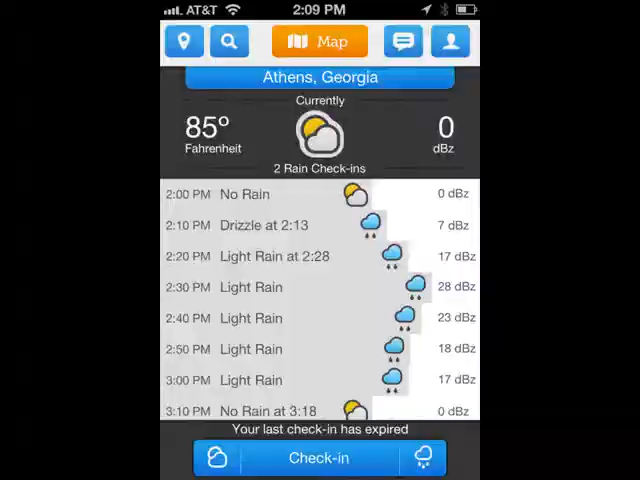 AT&T 2:09 PM
Map
Athens, Georgia
Currently
85° 0
Fahrenheit dBz
2 Rain Check-ins
2:00 PM No Rain 0 dBz
2:10 PM Drizzle at 2:13 7 dBz
2:20 PM Light Rain at 2:28 17 dBz
2:30 PM Light Rain 28 dBz
2:40 PM Light Rain 23 dBz
2:50 PM Light Rain 18 dBz
3:00 PM Light Rain 17 dBz
3:10 PM No Rain at 3:18 0 dBz
Your last check-in has expired
Check-in